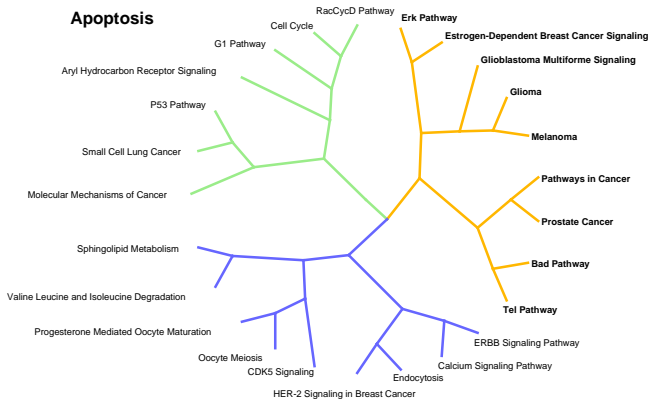 Apoptosis
RacCycD Pathway
Cell Cycle
G1 Pathway
Aryl Hydrocarbon Receptor Signaling
P53 Pathway
Small Cell Lung Cancer
Molecular Mechanisms of Cancer
Erk Pathway
Estrogen-Dependent Breast Cancer Signaling
Glioblastoma Multiforme Signaling
Glioma
Melanoma
Pathways in Cancer
Prostate Cancer
Bad Pathway
Tel Pathway
Sphingolipid Metabolism
Valine Leucine and Isoleucine Degradation
Progesterone Mediated Oocyte Maturation
Oocyte Meiosis
CDK5 Signaling
HER-2 Signaling in Breast Cancer
Endocytosis
Calcium Signaling Pathway
ERBB Signaling Pathway